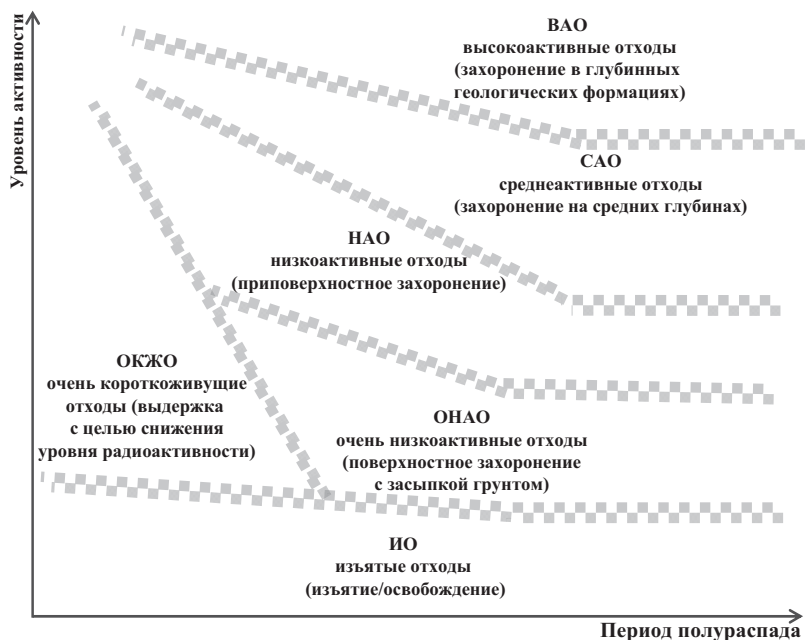 Уровень активности
ВАО
высокоактивные отходы
(захоронение в глубинных
геологических формациях)
САО
среднеактивные отходы
(захоронение на средних глубинах)
НАО
низкоактивные отходы
(приповерхностное захоронение)
ОКЖО
очень короткоживущие
отходы (выдержка
с целью снижения
уровня радиоактивности)
ОНАО
очень низкоактивные отходы
(поверхностное захоронение
с засыпкой грунтом)
ИО
изъятые отходы
(изъятие/освобождение)
Период полураспада